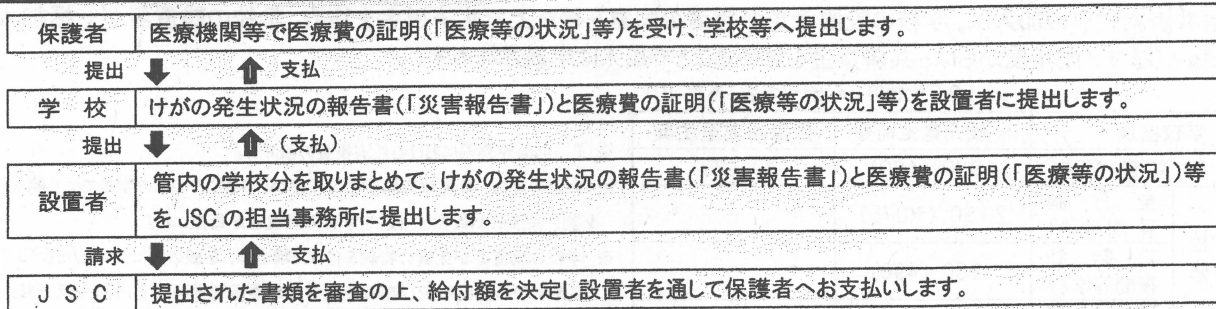 保護者 医療機関等で医療費の証明(「医療等の状況」等)を受け、学校等へ提出します。
提出 支払
学 校 けがの発生状況の報告書(「災害報告書」)と医療費の証明(「医療等の状況」等)を設置者に提出します。
提出 (支払)
設置者 管内の学校分を取りまとめて、けがの発生状況の報告書(「災害報告書」)と医療費の証明(「医療等の状況」)等
を JSC の担当事務所に提出します。
請求 支払
J S C 提出された書類を審査の上、給付額を決定し設置者を通して保護者へお支払いします。